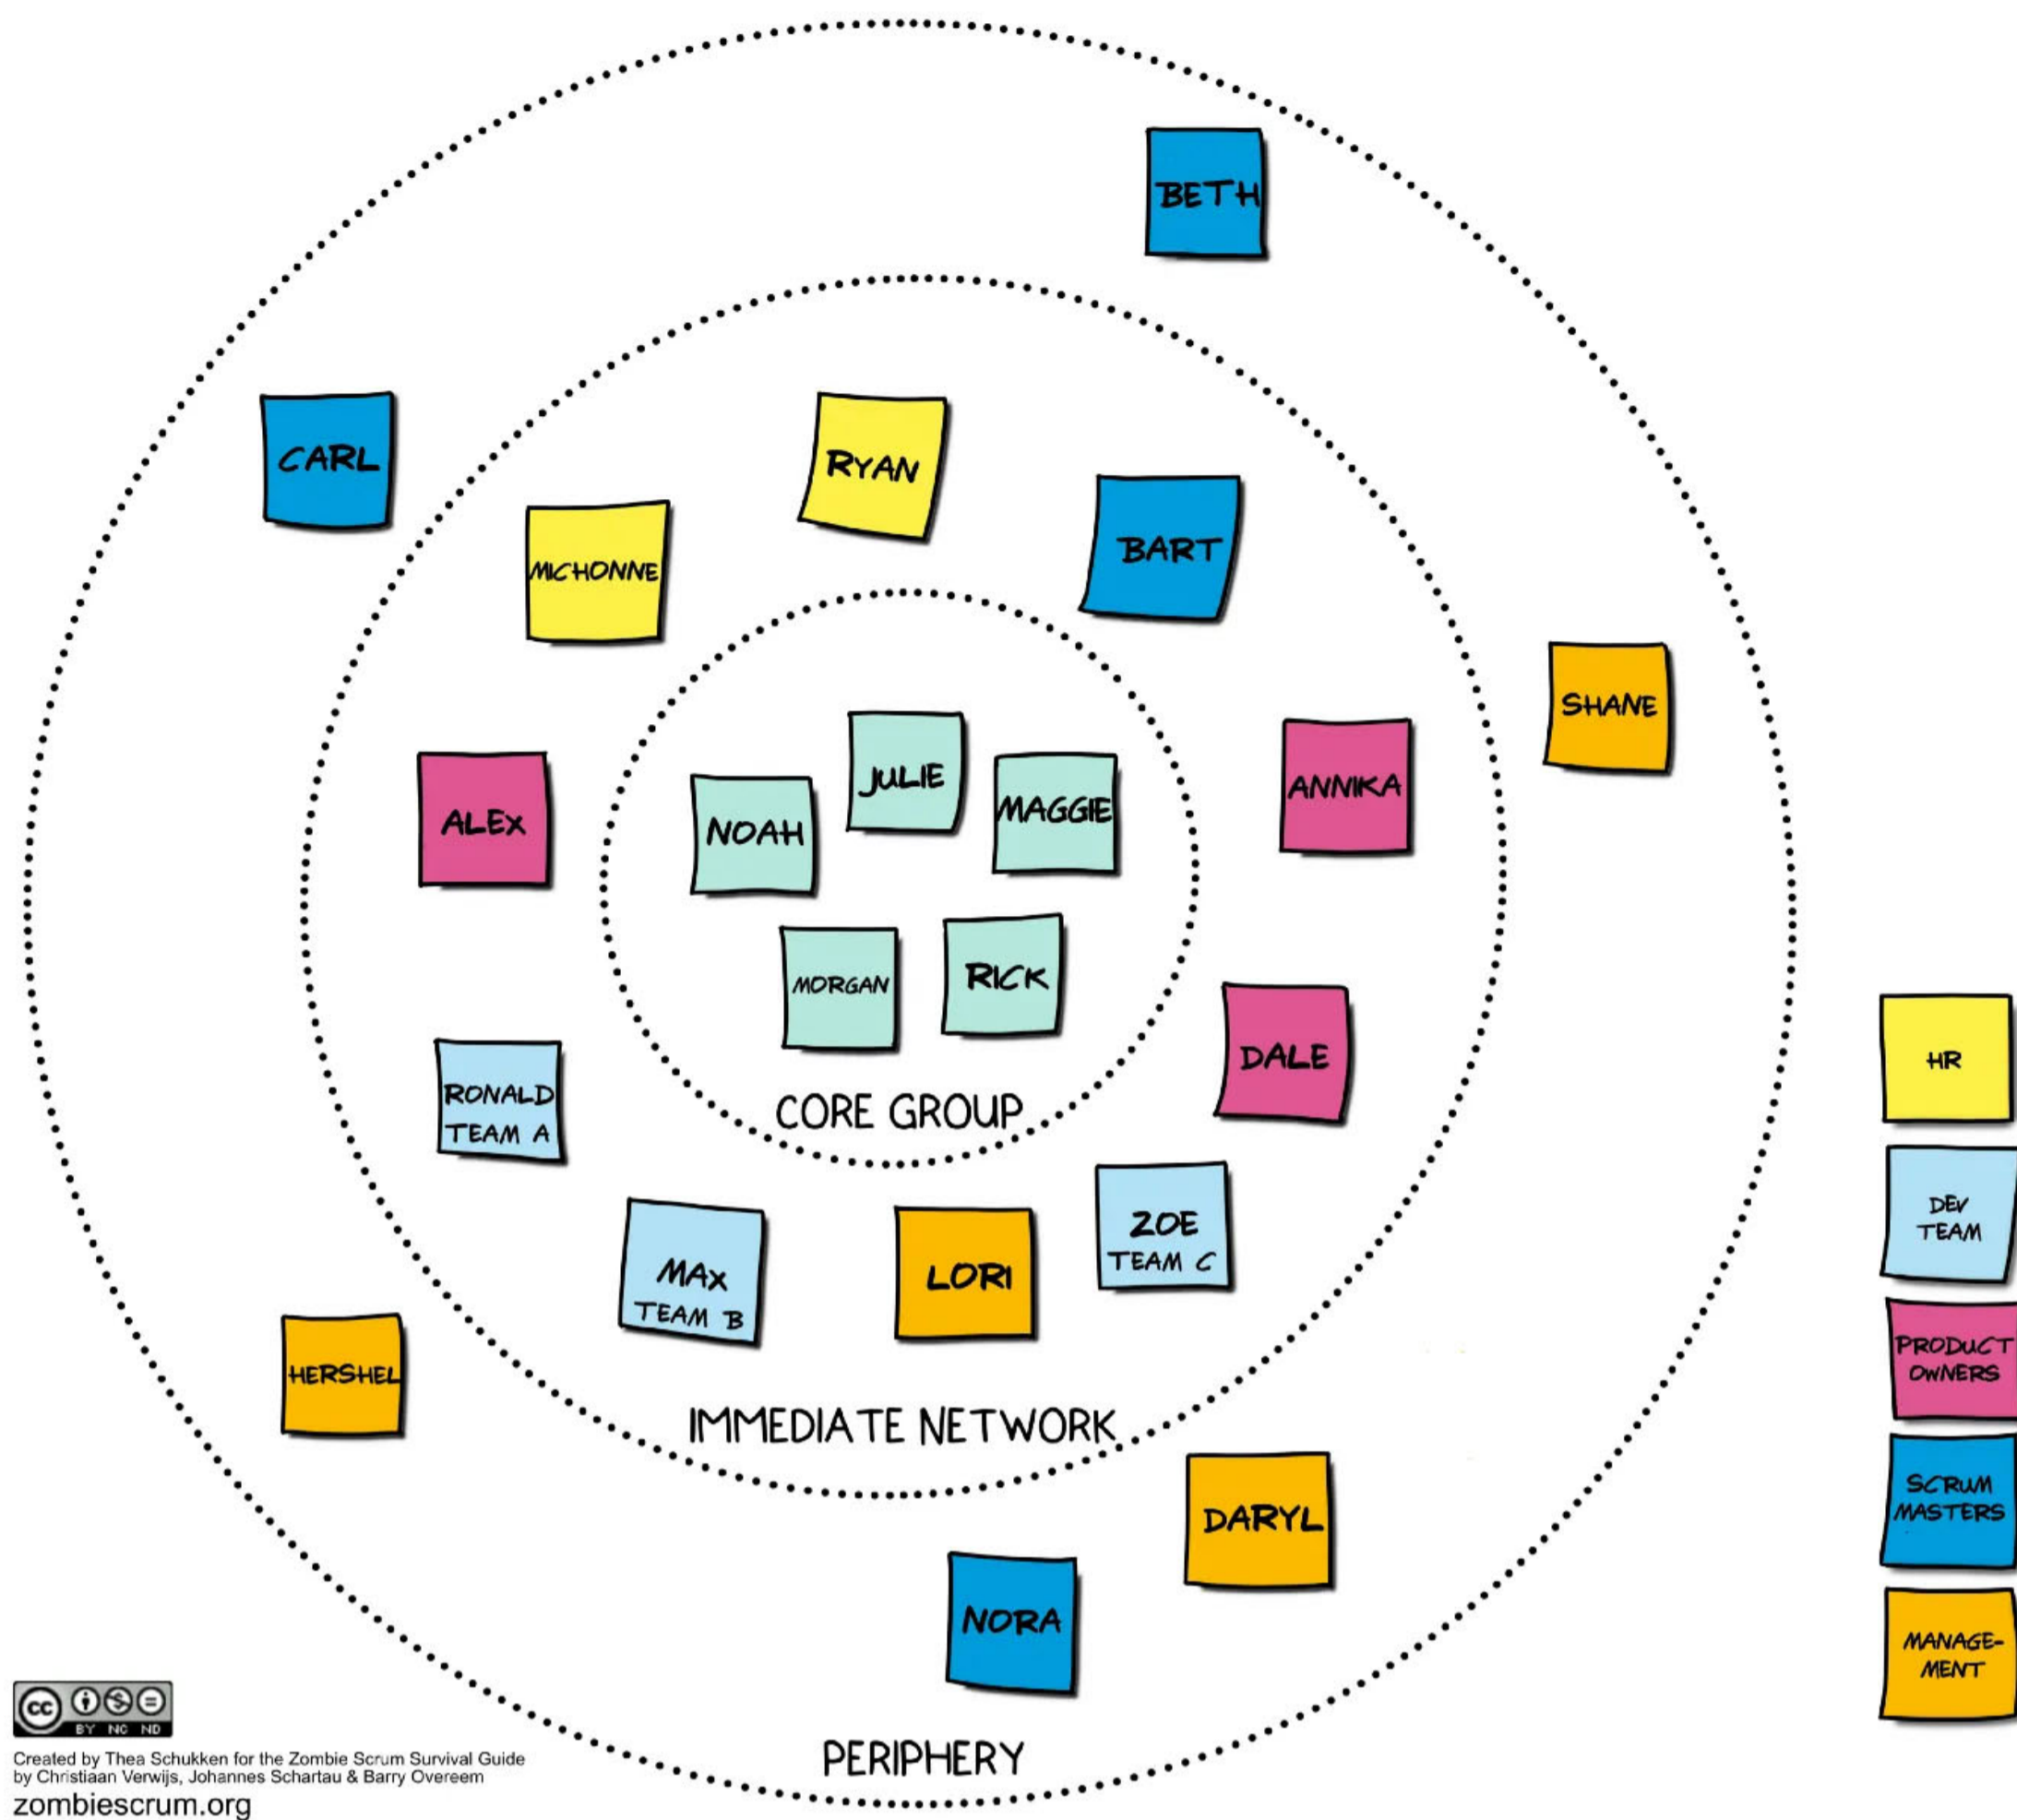 BETH
CARL
RYAN
BART
MICHONNE
SHANE
ANNIKA
ALEX
JULIE
MAGGIE
NOAH
MORGAN
RICK
DALE
CORE GROUP
RONALD
TEAM A
ZOE
TEAM C
MAX
TEAM B
LORI
HERSHEL
IMMEDIATE NETWORK
DARYL
NORA
PERIPHERY
HR
DEV
TEAM
PRODUCT
OWNERS
SCRUM
MASTERS
MANAGE-
MENT
cc
BY NC ND
Created by Thea Schukken for the Zombie Scrum Survival Guide
by Christiaan Verwijs, Johannes Schartau & Barry Overeem
zombiescrum.org